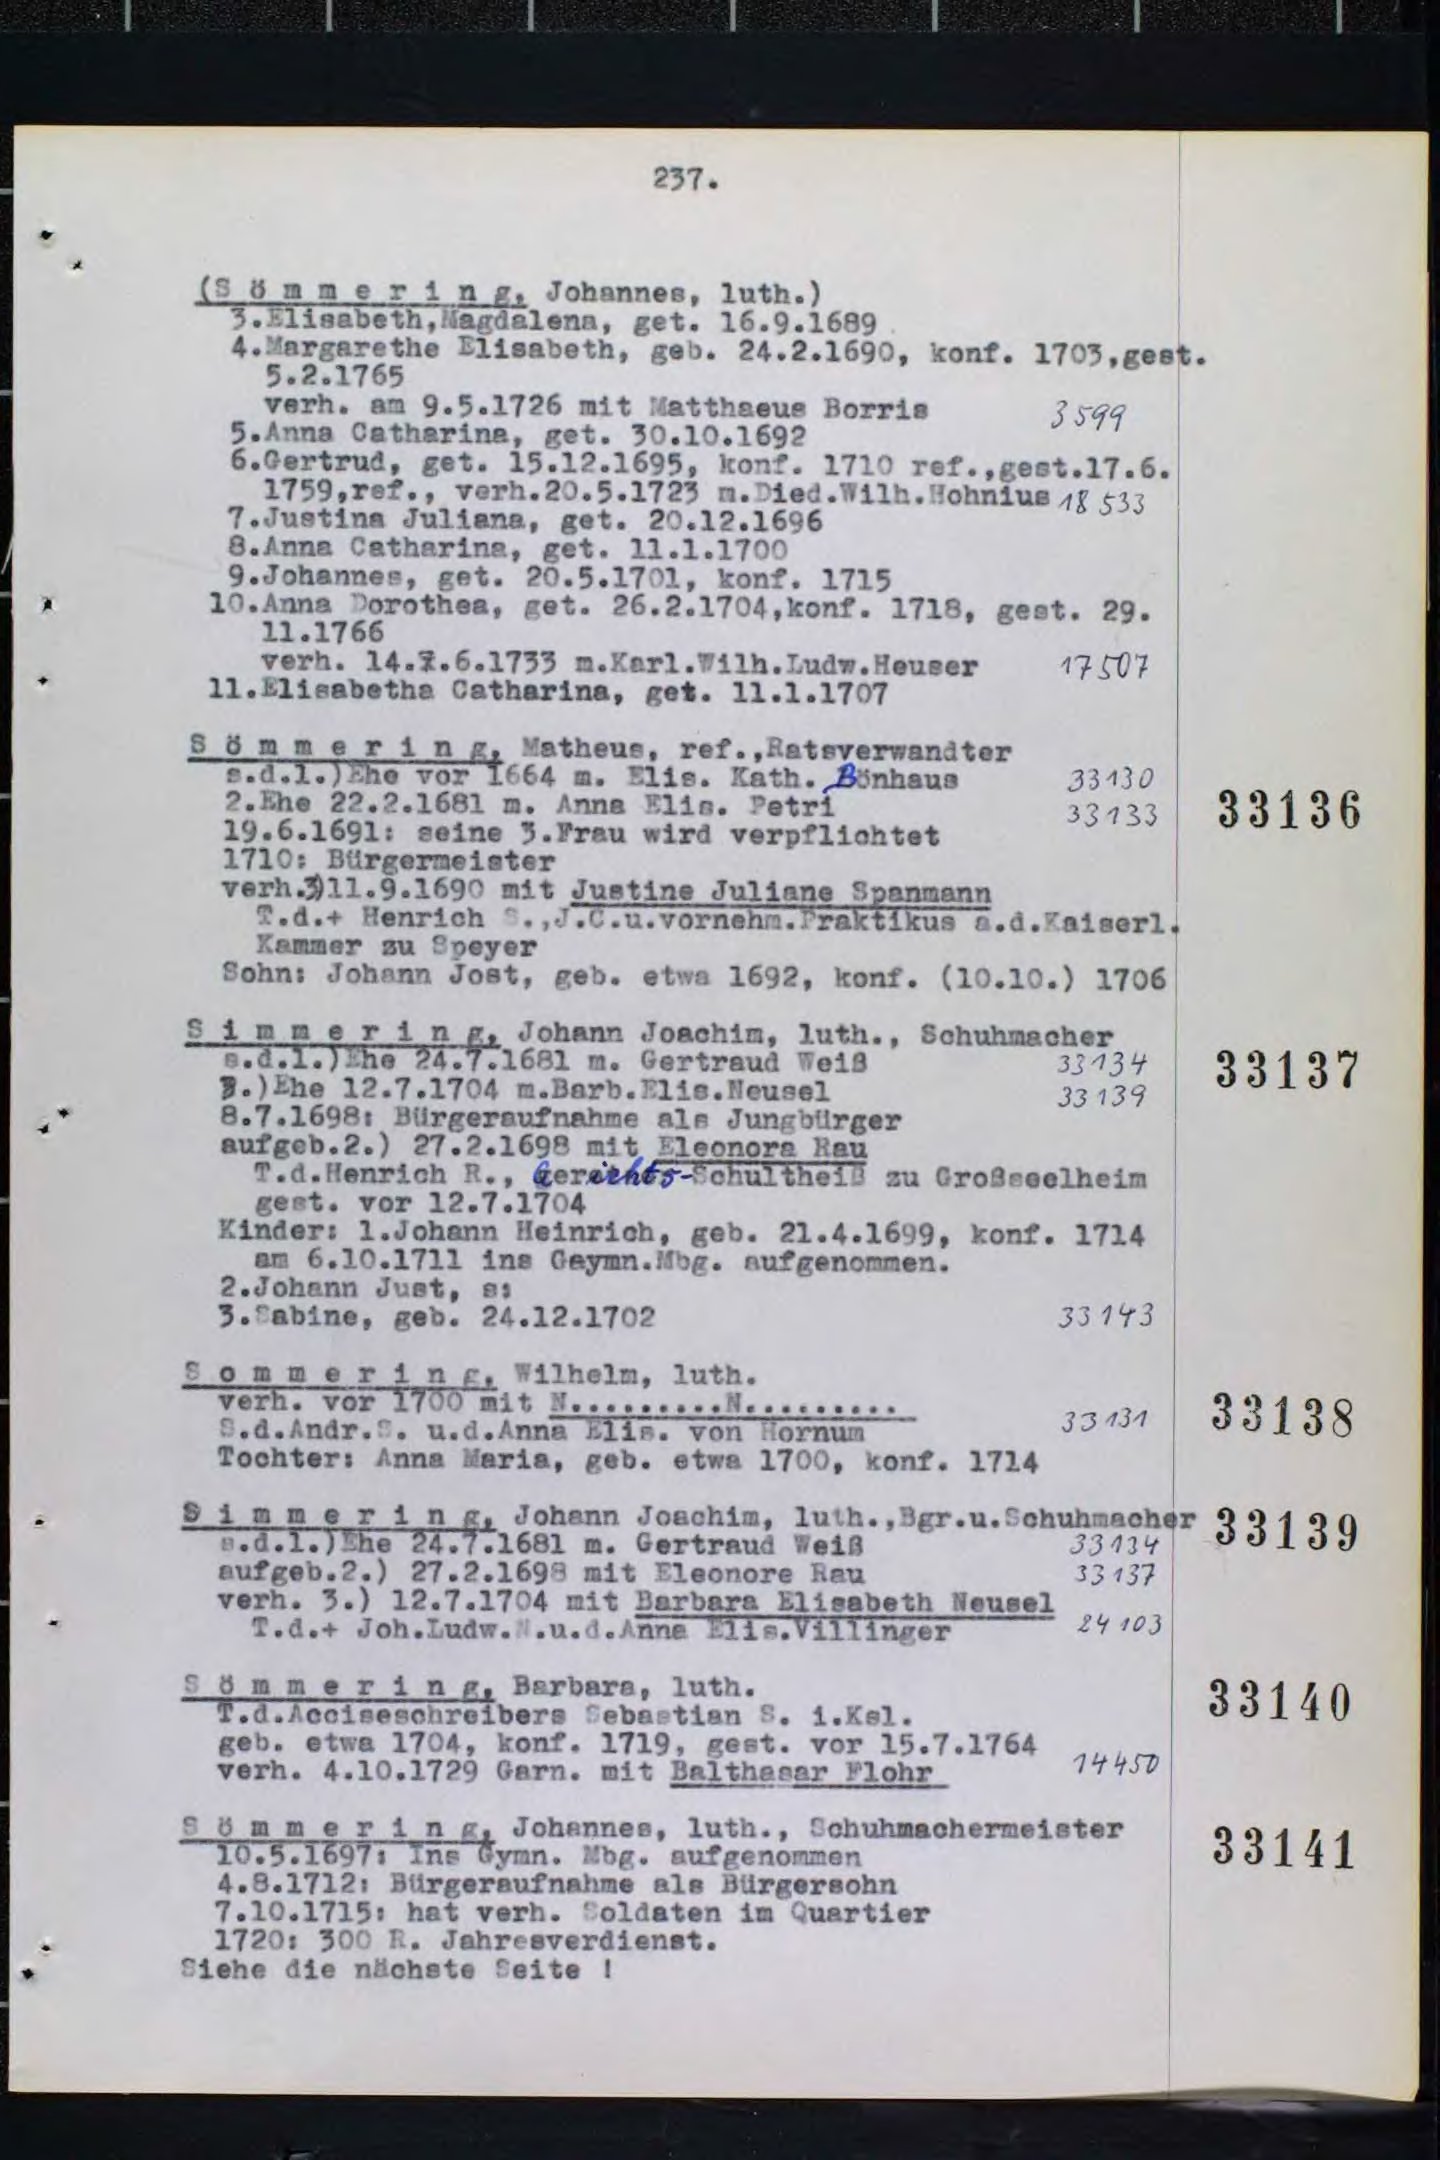 237.
(S ö m m e r i n g, Johannes, luth.)
3.Elisabeth,Magdalena, get. 16.9.1689
4.Margarethe Elisabeth, geb. 24.2.1690, konf. 1703,gest.
5.2.1765
verh. am 9.5.1726 mit Matthaeus Borris 3599
5.Anna Catharina, get. 30.10.1692
6.Gertrud, get. 15.12.1695, konf. 1710 ref.,gest.17.6.
1759,ref., verh.20.5.1723 m.Died.Wilh.Hohnius 18 533
7.Justina Juliana, get. 20.12.1696
8.Anna Catharina, get. 11.1.1700
9.Johannes, get. 20.5.1701, konf. 1715
10.Anna Dorothea, get. 26.2.1704,konf. 1718, gest. 29.
11.1766
verh. 14.7.6.1733 m.Karl.Wilh.Ludw.Heuser 17507
11.Elisabetha Catharina, get. 11.1.1707
S ö m m e r i n g, Matheus, ref.,Ratsverwandter
s.d.1.)Ehe vor 1664 m. Elis. Kath. Bönhaus 33130
2.Ehe 22.2.1681 m. Anna Elis. Petri 33133 33136
19.6.1691: seine 3.Frau wird verpflichtet
1710: Bürgermeister
verh.3)11.9.1690 mit Justine Juliane Spanmann
T.d.+ Henrich S.,J.C.u.vornehm.Praktikus a.d.Kaiserl.
Kammer zu Speyer
Sohn: Johann Jost, geb. etwa 1692, konf. (10.10.) 1706
S i m m e r i n g, Johann Joachim, luth., Schuhmacher
s.d.1.)Ehe 24.7.1681 m. Gertraud Weiß 33134 33137
3.)Ehe 12.7.1704 m.Barb.Elis.Neusel 33139
8.7.1698: Bürgeraufnahme als Jungbürger
aufgeb.2.) 27.2.1698 mit Eleonora Rau
T.d.Henrich R., Gerichts-Schultheiß zu Großseelheim
gest. vor 12.7.1704
Kinder: 1.Johann Heinrich, geb. 21.4.1699, konf. 1714
am 6.10.1711 ins Gaymn.Mbg. aufgenommen.
2.Johann Just, s:
3.Sabine, geb. 24.12.1702 33143
S o m m e r i n g, Wilhelm, luth.
verh. vor 1700 mit N..........N..........
S.d.Andr.S. u.d.Anna Elis. von Hornum 33131 33138
Tochter: Anna Maria, geb. etwa 1700, konf. 1714
S i m m e r i n g, Johann Joachim, luth.,Bgr.u.Schuhmacher 33139
s.d.1.)Ehe 24.7.1681 m. Gertraud Weiß 33134
aufgeb.2.) 27.2.1698 mit Eleonore Rau 33137
verh. 3.) 12.7.1704 mit Barbara Elisabeth Neusel
T.d.+ Joh.Ludw.N.u.d.Anna Elis.Villinger 24103
S ö m m e r i n g, Barbara, luth.
T.d.Acciseschreibers Sebastian S. i.Ksl. 33140
geb. etwa 1704, konf. 1719, gest. vor 15.7.1764
verh. 4.10.1729 Garn. mit Balthasar Flohr 14450
S ö m m e r i n g, Johannes, luth., Schuhmachermeister
10.5.1697: Ins Gymn. Mbg. aufgenommen 33141
4.8.1712: Bürgeraufnahme als Bürgersohn
7.10.1715: hat verh. Soldaten im Quartier
1720: 300 R. Jahresverdienst.
Siehe die nächste Seite !